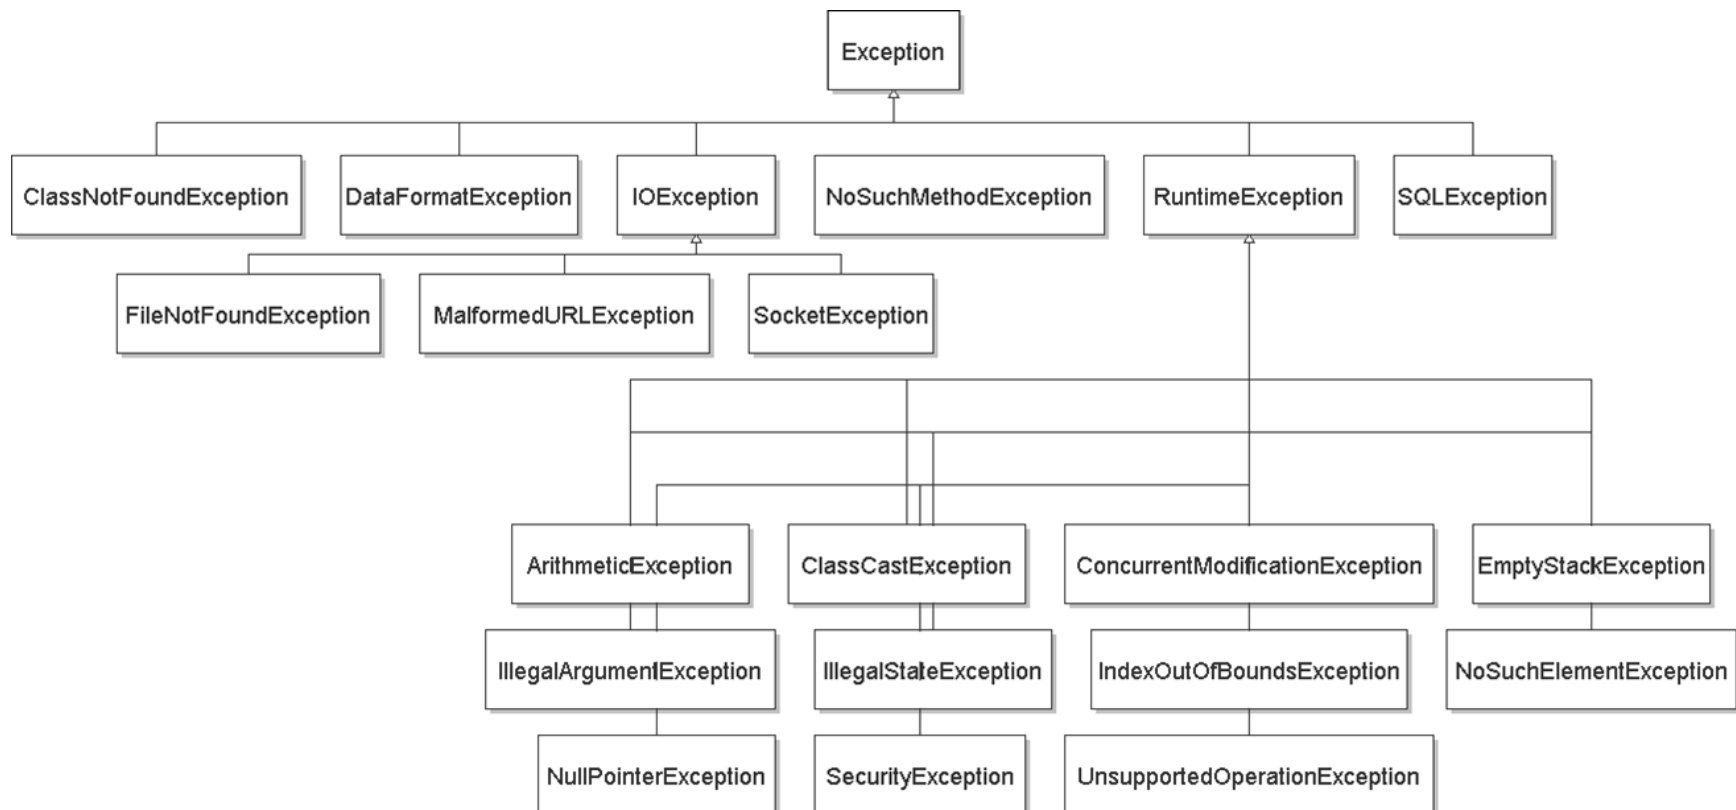 Exception
ClassNotFoundException
DataFormatException
IOException
NoSuchMethodException
RuntimeException
SQLException
FileNotFoundException
MalformedURLException
SocketException
ArithmeticException
ClassCastException
ConcurrentModificationException
EmptyStackException
IllegalArgumentException
IllegalStateException
IndexOutOfBoundsException
NoSuchElementException
NullPointerException
SecurityException
UnsupportedOperationException